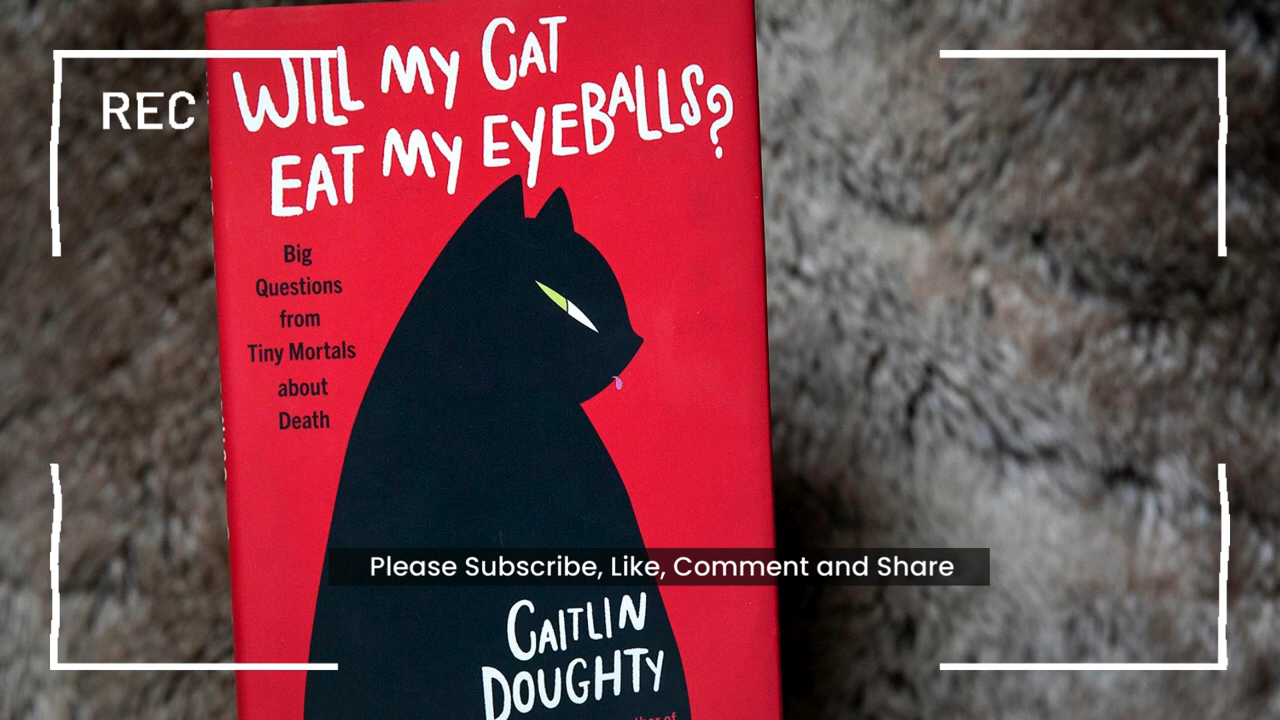 REC
WILL MY CAT
EAT MY EYEBALLS?
Big
Questions
from
Tiny Mortals
about
Death
Please Subscribe, Like, Comment and Share
CAITLIN
DOUGHTY
of